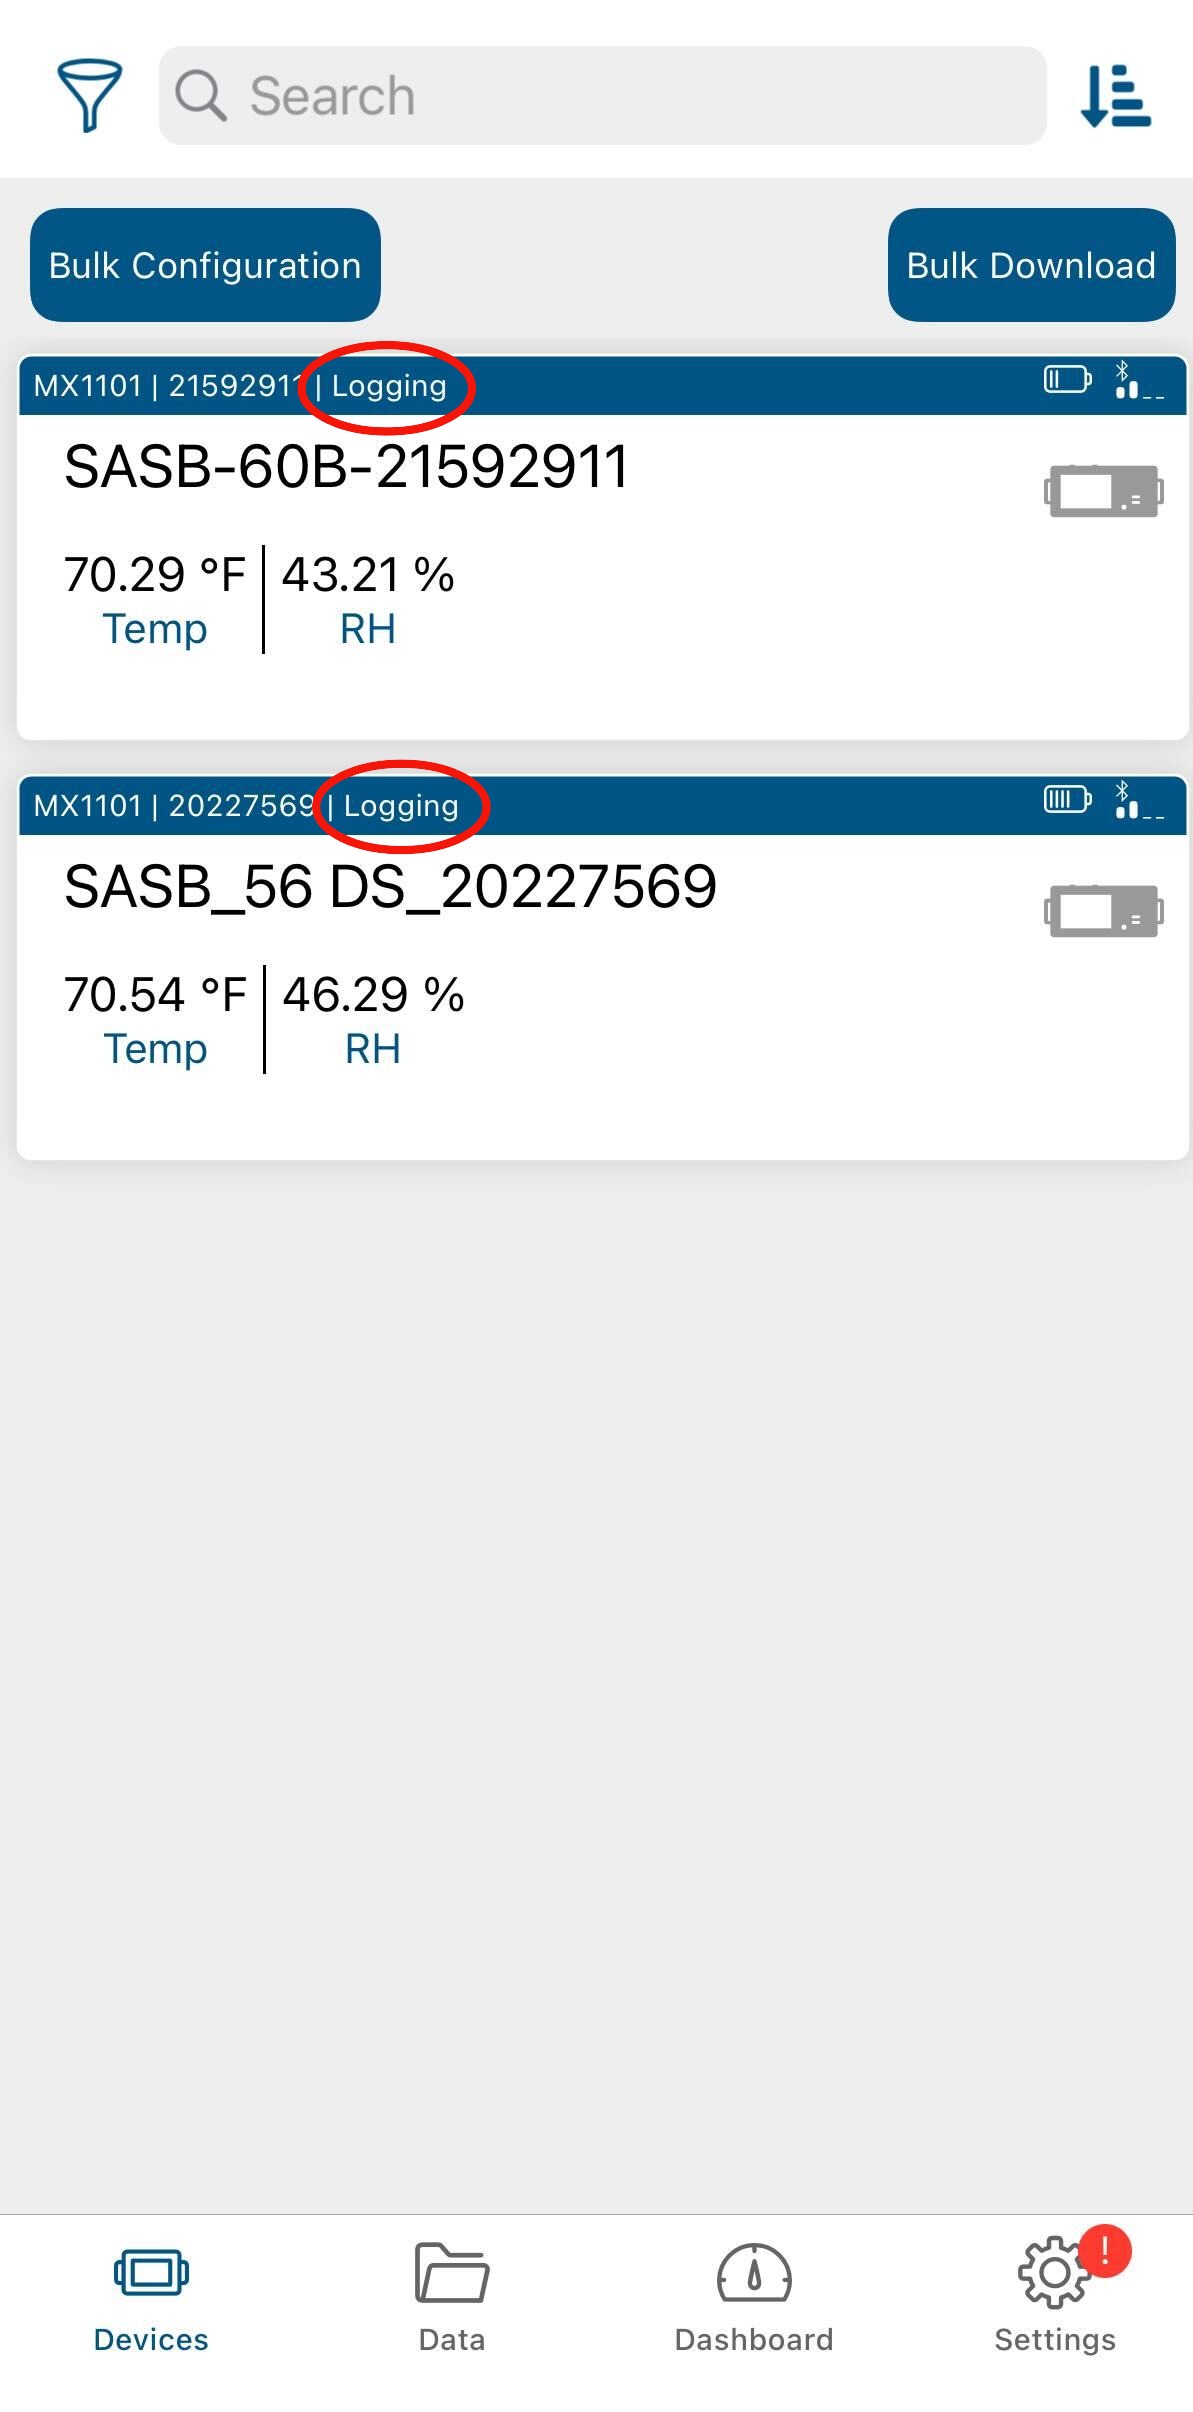 Search
Bulk Configuration
Bulk Download
MX1101 | 21592911 | Logging
SASB-60B-21592911
70.29 °F | 43.21 %
Temp RH
MX1101 | 20227569 | Logging
SASB_56 DS_20227569
70.54 °F | 46.29 %
Temp RH
!
Devices Data Dashboard Settings